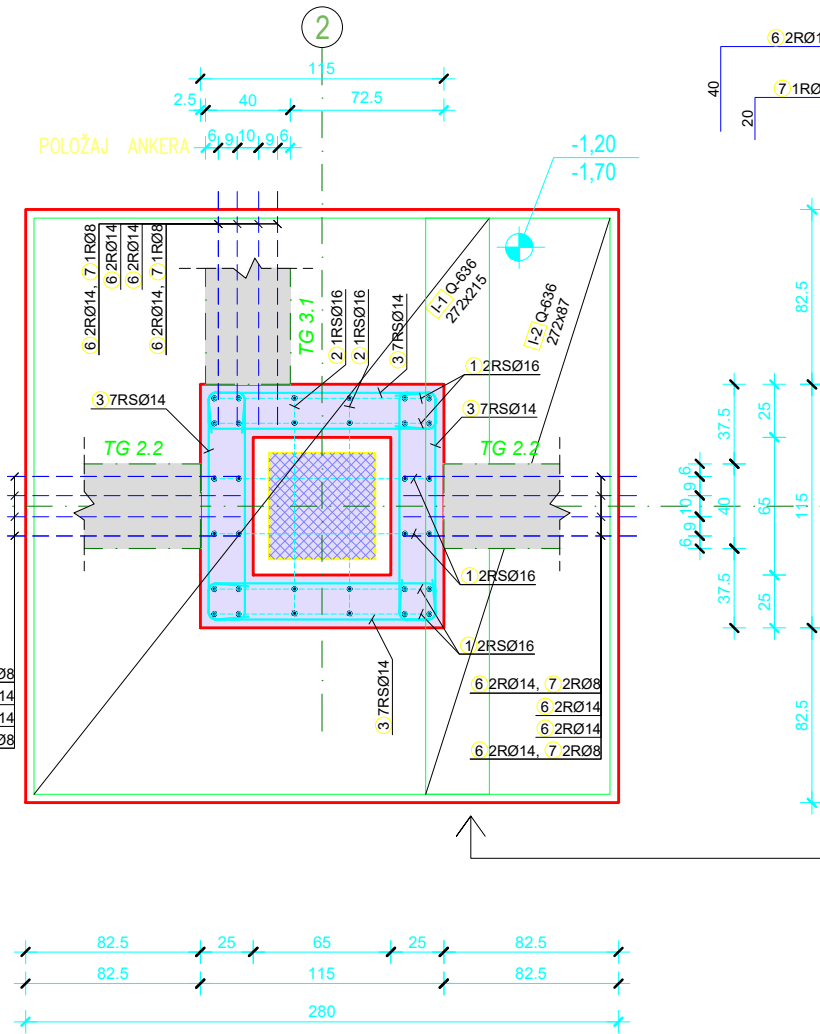 2
6 2RØ1
115
40
7 1RØ
20
2.5
40
72.5
6 9 10 9 6
POLOŽAJ ANKERA
-1,20
-1,70
6 2RØ14, 7 1RØ8
6 2RØ14
6 2RØ14
6 2RØ14, 7 1RØ8
TG 3.1
2 1RSØ16
2 1RSØ16
3 7RSØ14
I-1 Q-636
272x215
I-2 Q-636
272x87
82.5
1 2RSØ16
3 7RSØ14
3 7RSØ14
TG 2.2
TG 2.2
37.5
25
6 9 10 9 6
40
65
115
37.5
25
1 2RSØ16
1 2RSØ16
3 7RSØ14
Ø8
14
14
Ø8
6 2RØ14, 7 2RØ8
6 2RØ14
6 2RØ14
6 2RØ14, 7 2RØ8
82.5
82.5
25
65
25
82.5
82.5
115
82.5
280